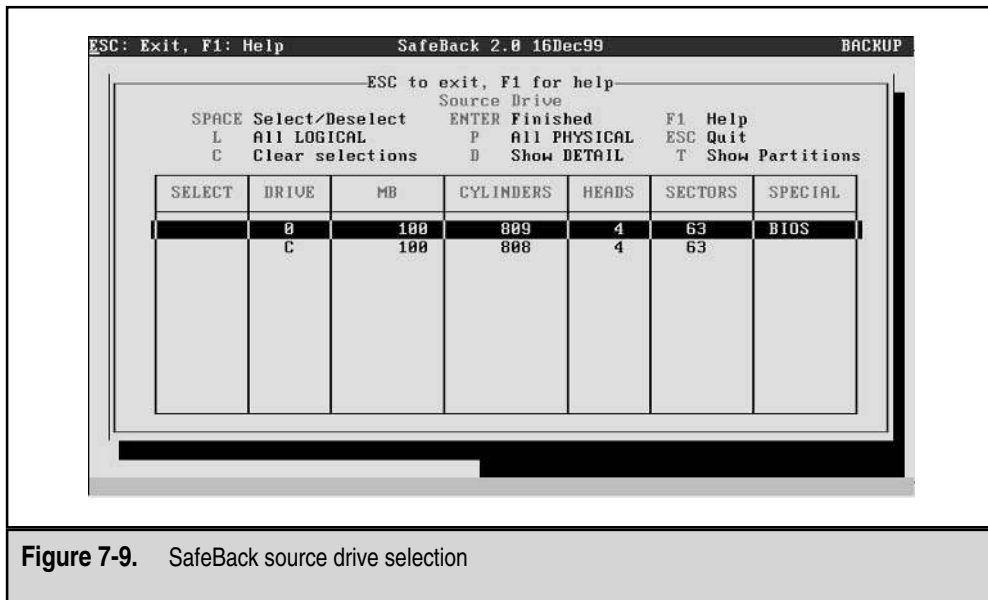 ESC: Exit, F1: Help SafeBack 2.0 16Dec99 BACKUP
ESC to exit, F1 for help
Source Drive
SPACE Select/Deselect ENTER Finished F1 Help
L All LOGICAL P All PHYSICAL ESC Quit
C Clear selections D Show DETAIL T Show Partitions
SELECT DRIVE MB CYLINDERS HEADS SECTORS SPECIAL
0 100 809 4 63 BIOS
C 100 808 4 63
Figure 7-9. SafeBack source drive selection